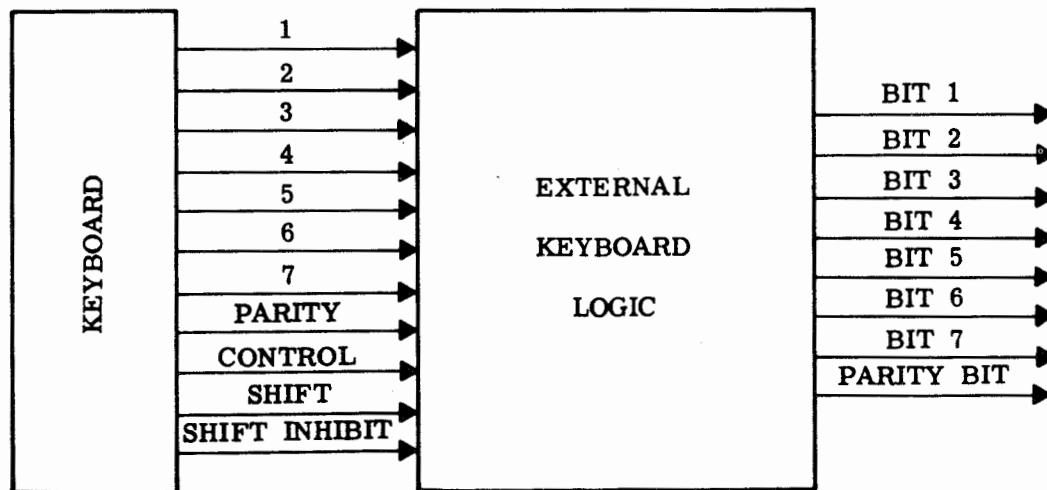 KEYBOARD
1
2
3
4
5
6
7
PARITY
CONTROL
SHIFT
SHIFT INHIBIT
EXTERNAL
KEYBOARD
LOGIC
BIT 1
BIT 2
BIT 3
BIT 4
BIT 5
BIT 6
BIT 7
PARITY BIT